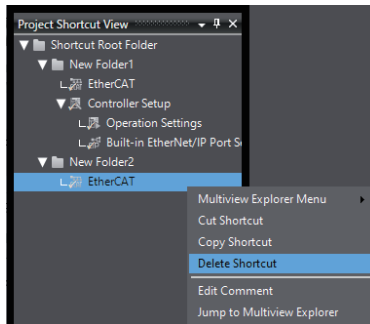 Project Shortcut View
Shortcut Root Folder
New Folder1
EtherCAT
Controller Setup
Operation Settings
Built-in EtherNet/IP Port S
New Folder2
EtherCAT
Multiview Explorer Menu
Cut Shortcut
Copy Shortcut
Delete Shortcut
Edit Comment
Jump to Multiview Explorer